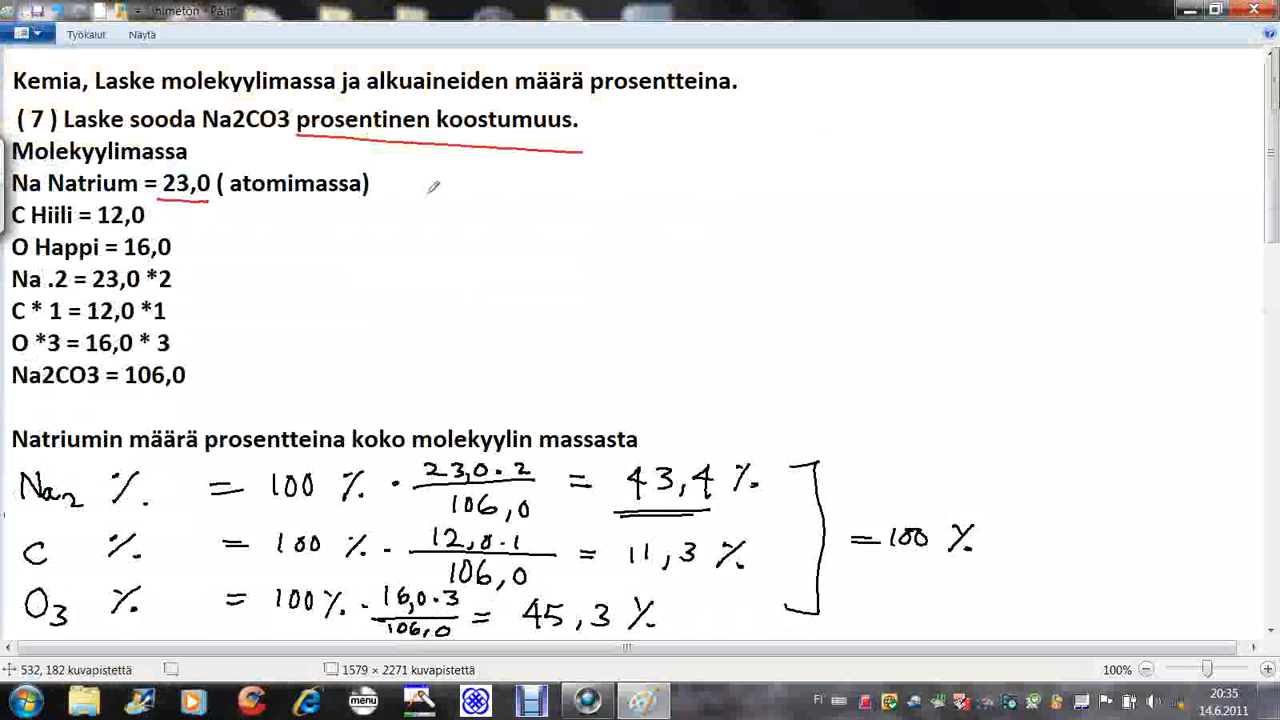 nimetön - Paint
Työkalut Näytä
Kemia, Laske molekyylimassa ja alkuaineiden määrä prosentteina.
( 7 ) Laske sooda Na2CO3 prosentinen koostumuus.
Molekyylimassa
Na Natrium = 23,0 ( atomimassa)
C Hiili = 12,0
O Happi = 16,0
Na .2 = 23,0 *2
C * 1 = 12,0 *1
O *3 = 16,0 * 3
Na2CO3 = 106,0
Natriumin määrä prosentteina koko molekyylin massasta
Na2 % = 100 % · 23,0 · 2 / 106,0 = 43,4 %
C % = 100 % · 12,0 · 1 / 106,0 = 11,3 % = 100 %
O3 % = 100% · 16,0 · 3 / 106,0 = 45,3 %
532, 182 kuvapistettä 1579 × 2271 kuvapistettä 100%
menu FI 20:35
14.6.2011